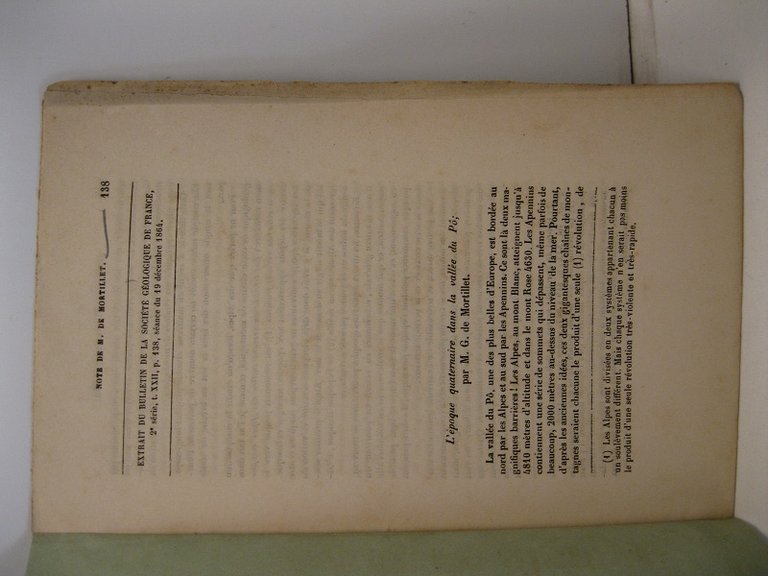 NOTE DE M. DE MORTILLET. 138
EXTRAIT DU BULLETIN DE LA SOCIÉTÉ GÉOLOGIQUE DE FRANCE,
2e série, t. XXII, p. 138, séance du 19 décembre 1864.
L'époque quaternaire dans la vallée du Pô;
par M. G. de Mortillet.
La vallée du Pô, une des plus belles d'Europe, est bordée au
nord par les Alpes et au sud par les Apennins. Ce sont là deux ma-
gnifiques barrières! Les Alpes, au mont Blanc, atteignent jusqu'à
4810 mètres d'altitude et dans le mont Rose 4630. Les Apennins
contiennent une série de sommets qui dépassent, même parfois de
beaucoup, 2000 mètres au-dessus du niveau de la mer. Pourtant,
d'après les anciennes idées, ces deux gigantesques chaînes de mon-
tagnes seraient chacune le produit d'une seule (1) révolution, de
(1) Les Alpes sont divisées en deux systèmes appartenant chacun à
un soulèvement différent. Mais chaque système n'en serait pas moins
le produit d'une seule révolution très-violente et très-rapide.